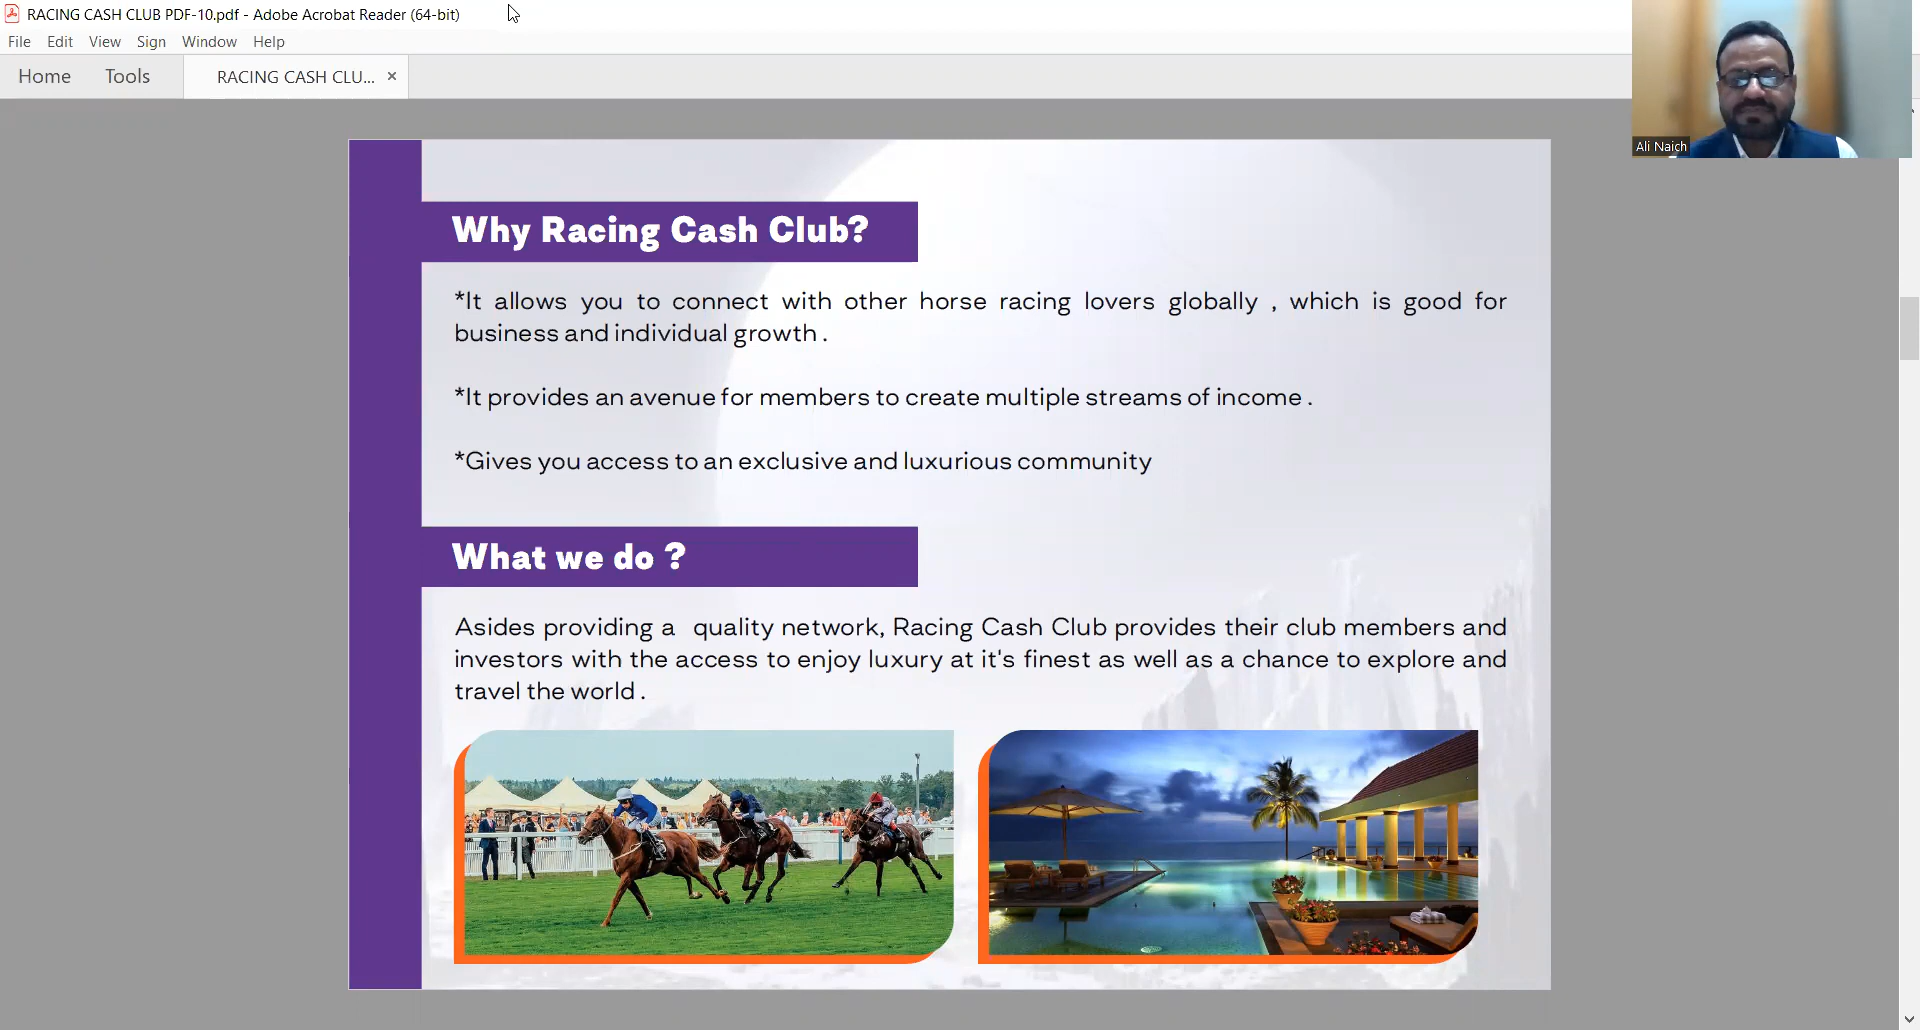 RACING CASH CLUB PDF-10.pdf - Adobe Acrobat Reader (64-bit)
File Edit View Sign Window Help
Home Tools RACING CASH CLU... ×
Ali Naich
Why Racing Cash Club?
*It allows you to connect with other horse racing lovers globally , which is good for
business and individual growth .
*It provides an avenue for members to create multiple streams of income .
*Gives you access to an exclusive and luxurious community
What we do ?
Asides providing a quality network, Racing Cash Club provides their club members and
investors with the access to enjoy luxury at it's finest as well as a chance to explore and
travel the world .